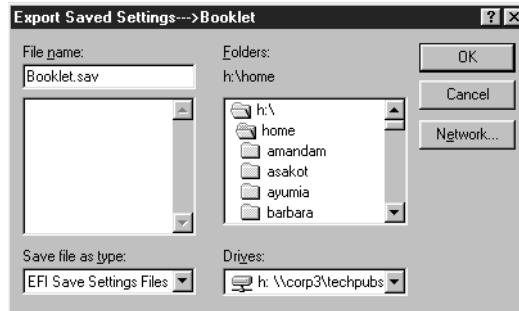 Export Saved Settings--->Booklet
File name:
Booklet.sav
Folders:
h:\home
h:\
home
amandam
asakot
ayumia
barbara
OK
Cancel
Network...
Save file as type:
EFI Save Settings Files
Drives:
h: \\corp3\techpubs